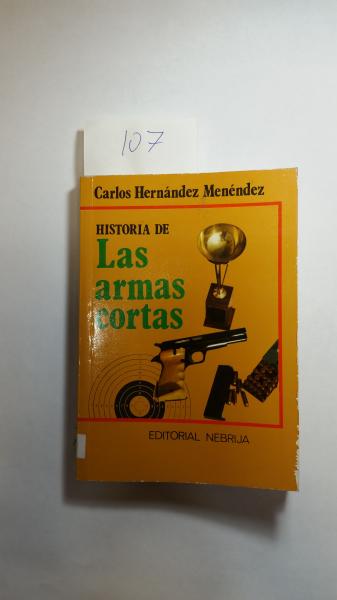 107
Carlos Hernández Menéndez
HISTORIA DE
Las
armas
cortas
EDITORIAL NEBRIJA